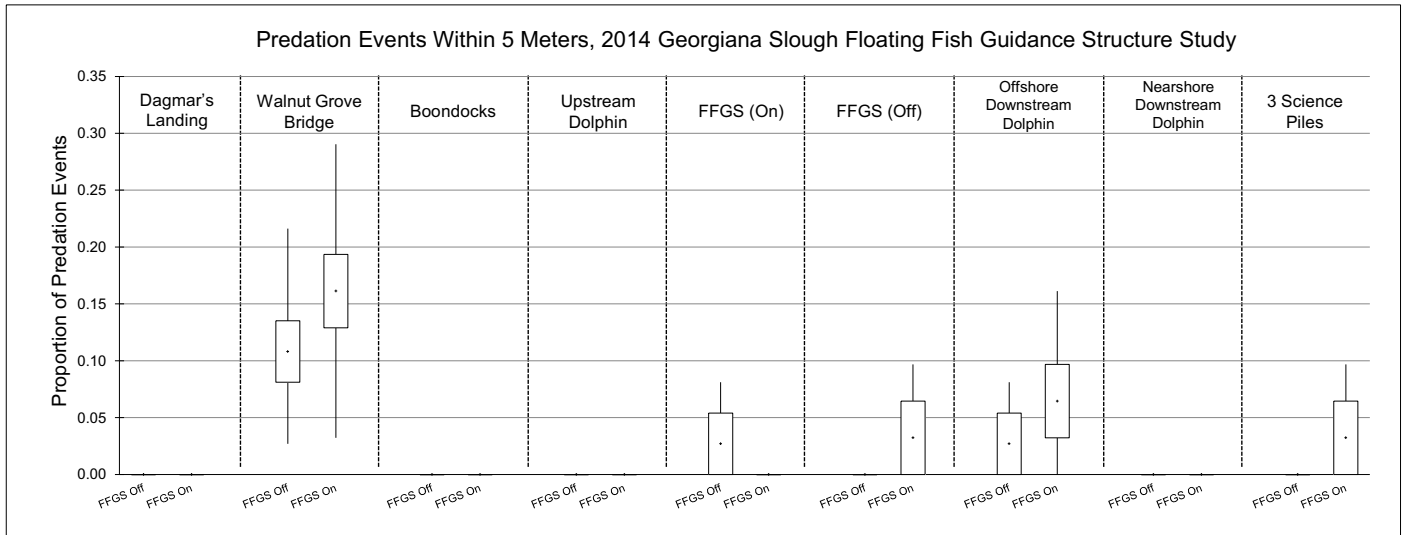 Predation Events Within 5 Meters, 2014 Georgiana Slough Floating Fish Guidance Structure Study
Proportion of Predation Events
0.35
0.30
0.25
0.20
0.15
0.10
0.05
0.00
Dagmar's
Landing
Walnut Grove
Bridge
Boondocks
Upstream
Dolphin
FFGS (On)
FFGS (Off)
Offshore
Downstream
Dolphin
Nearshore
Downstream
Dolphin
3 Science
Piles
FFGS Off
FFGS On
FFGS Off
FFGS On
FFGS Off
FFGS On
FFGS Off
FFGS On
FFGS Off
FFGS On
FFGS Off
FFGS On
FFGS Off
FFGS On
FFGS Off
FFGS On
FFGS Off
FFGS On